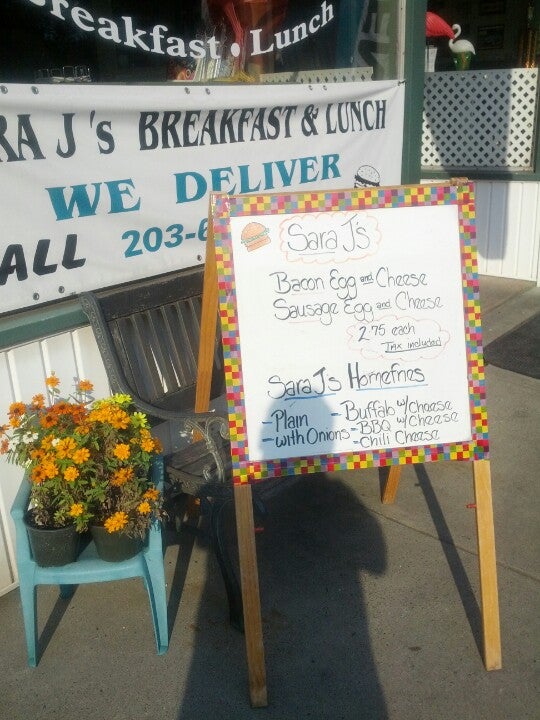 Breakfast • Lunch
RA J's BREAKFAST & LUNCH
WE DELIVER
ALL 203-6
Sara J's
Bacon Egg and Cheese
Sausage Egg and Cheese
2.75 each
Tax included
Sara J's Homefries
- Plain
- with Onions
- Buffalo w/cheese
- BBQ w/Cheese
- Chili Cheese